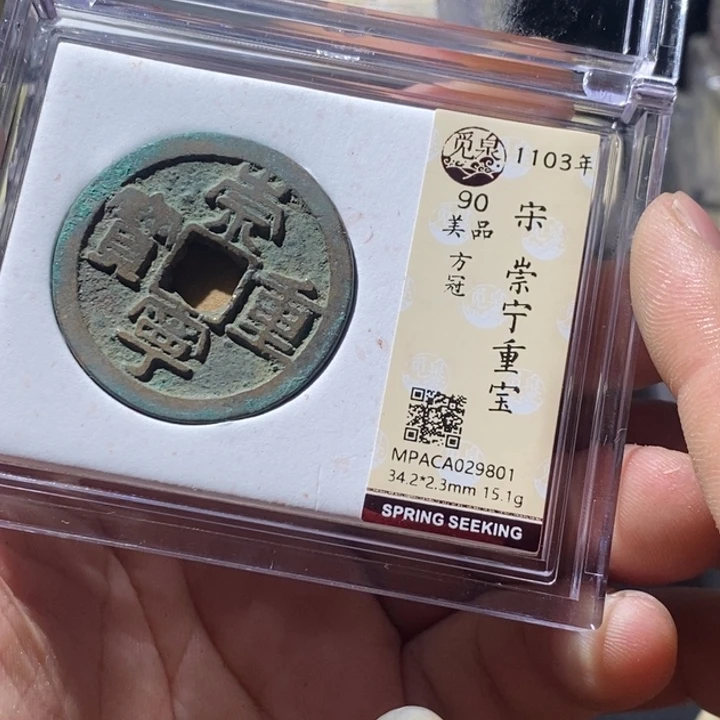 崇
重
寧
寶
觅泉
1103年
90
美品
方冠
宋 崇宁重宝
MPACA029801
34.2*2.3mm 15.1g
SPRING SEEKING